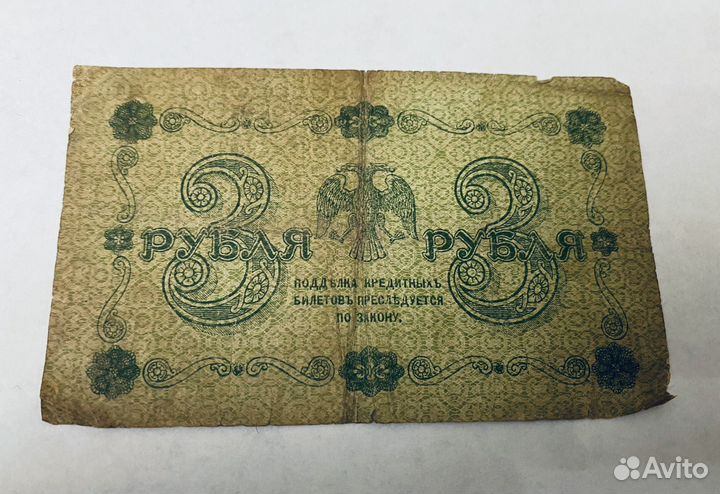 3 РУБЛЯ 3 РУБЛЯ
ПОДДѢЛКА КРЕДИТНЫХЪ
БИЛЕТОВЪ ПРЕСЛѢДУЕТСЯ
ПО ЗАКОНУ.
Avito